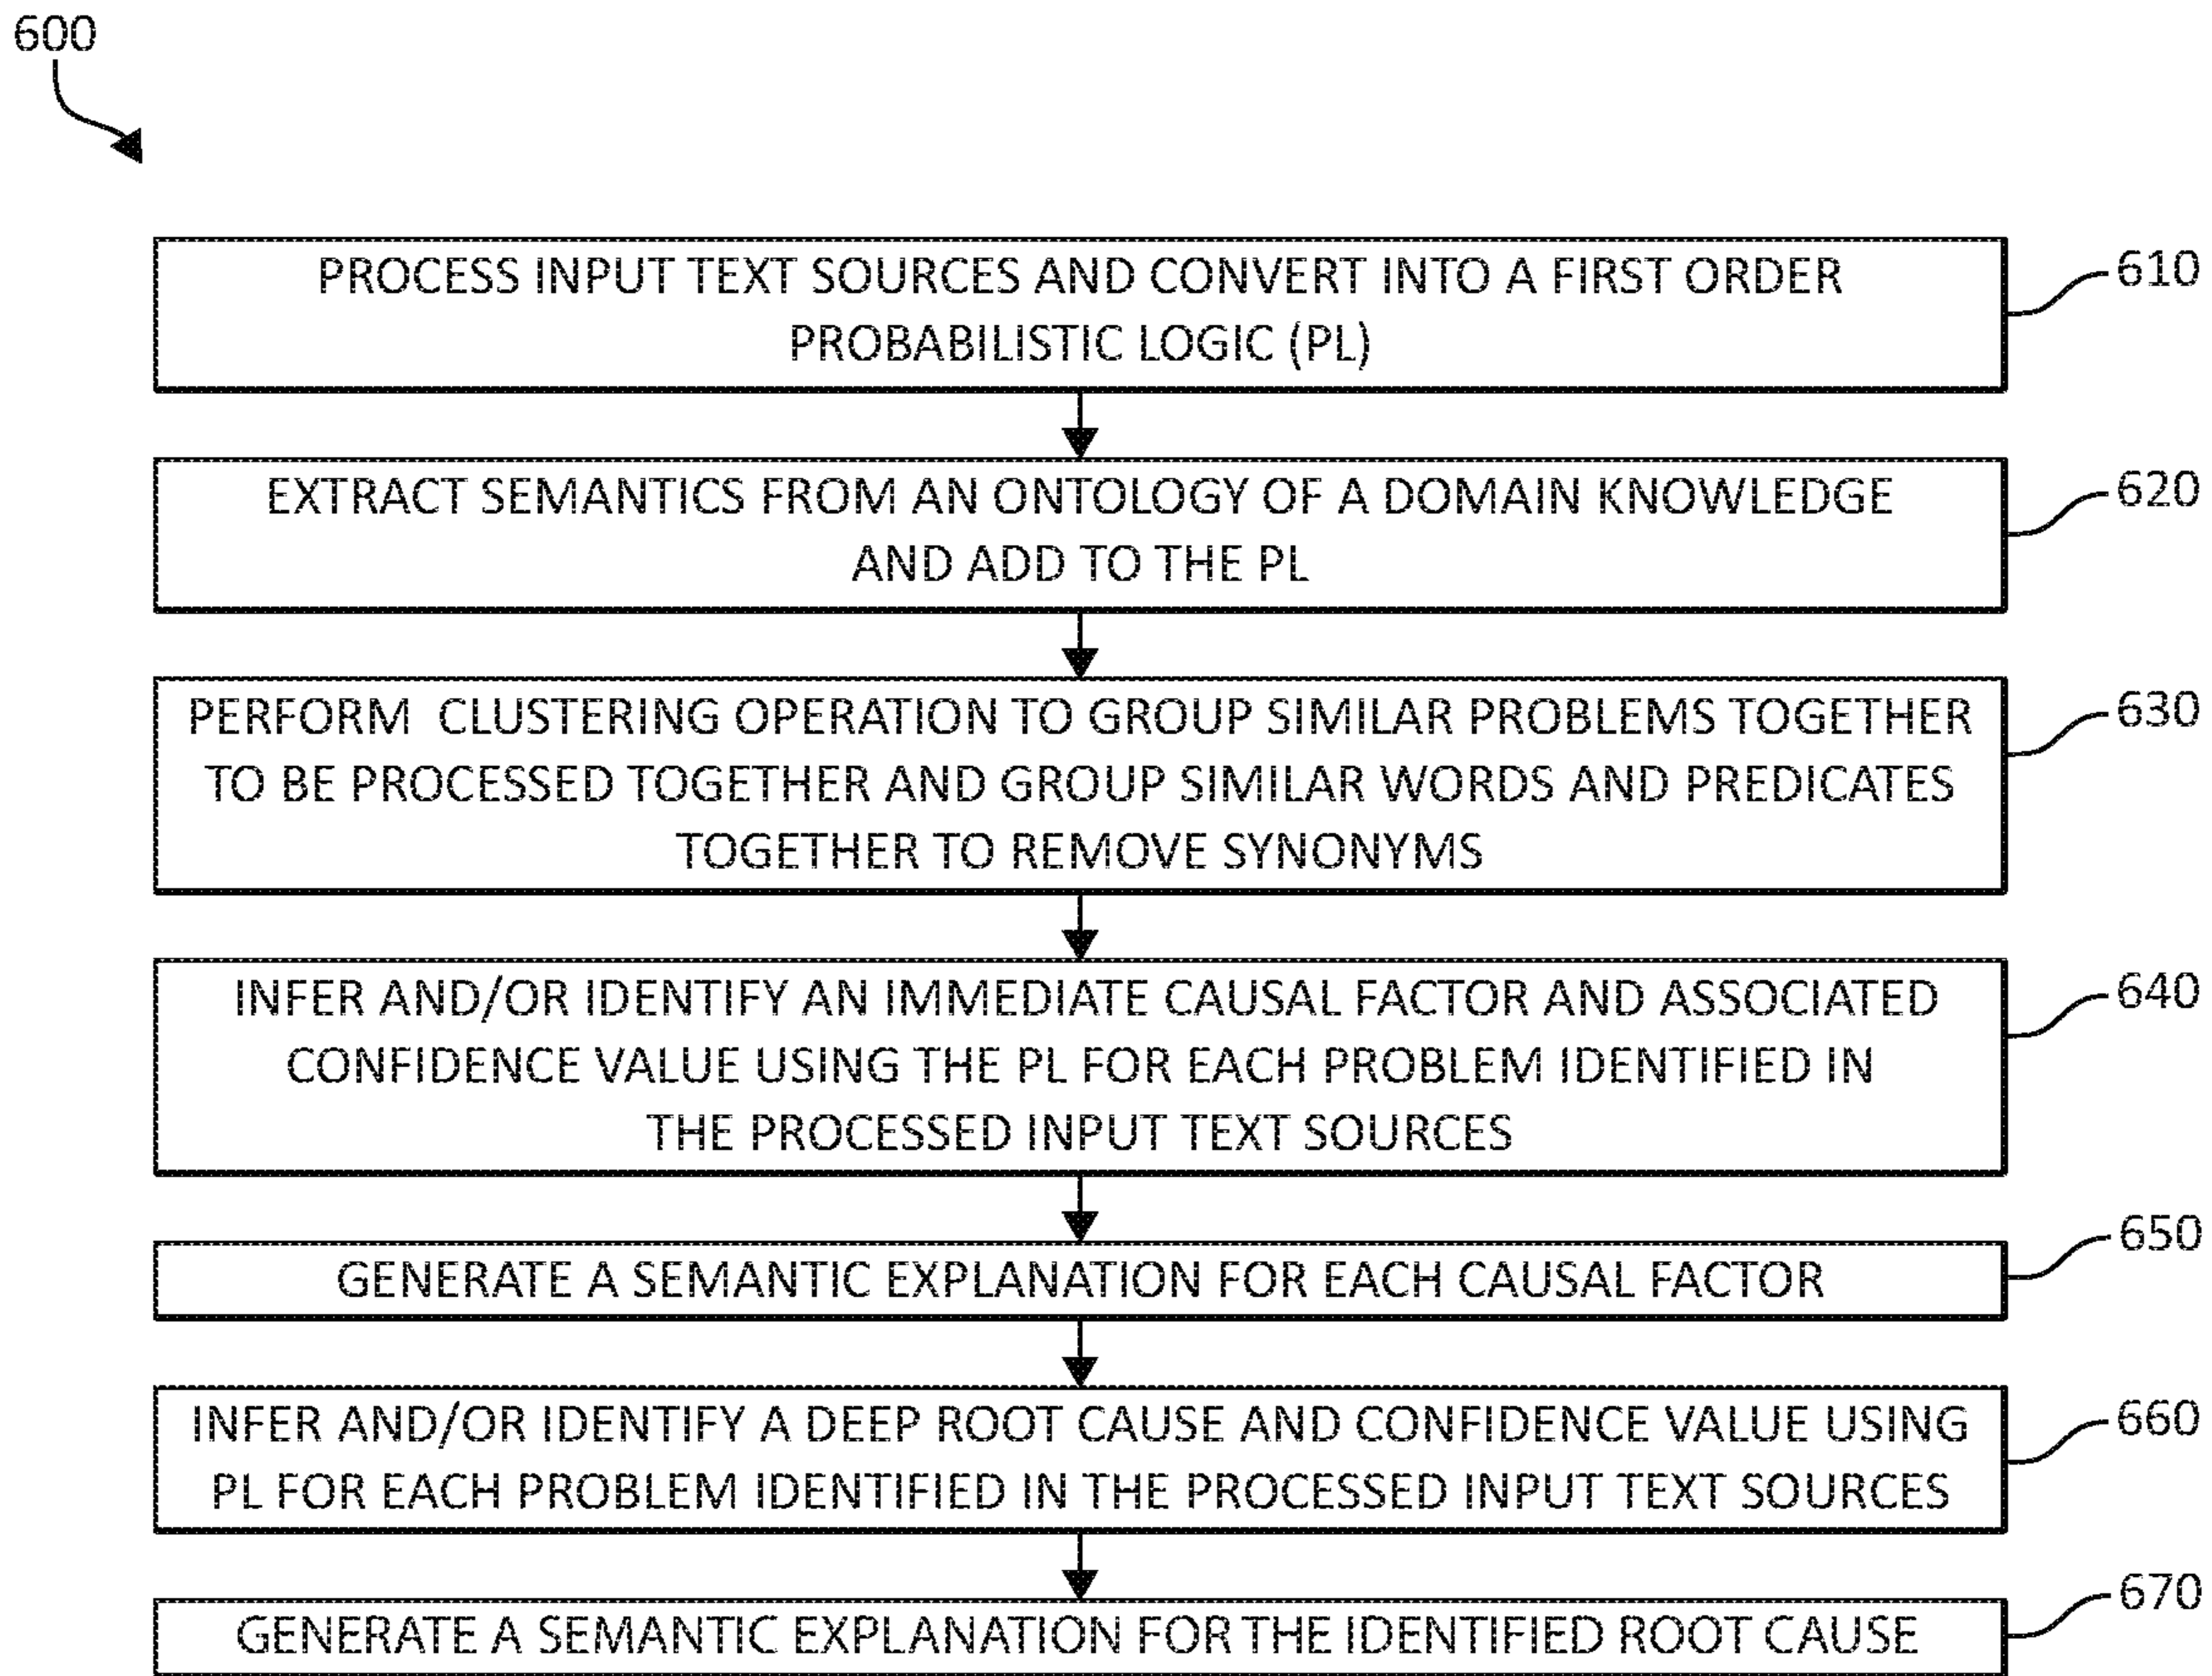 600
PROCESS INPUT TEXT SOURCES AND CONVERT INTO A FIRST ORDER
PROBABILISTIC LOGIC (PL)
610
EXTRACT SEMANTICS FROM AN ONTOLOGY OF A DOMAIN KNOWLEDGE
AND ADD TO THE PL
620
PERFORM CLUSTERING OPERATION TO GROUP SIMILAR PROBLEMS TOGETHER
TO BE PROCESSED TOGETHER AND GROUP SIMILAR WORDS AND PREDICATES
TOGETHER TO REMOVE SYNONYMS
630
INFER AND/OR IDENTIFY AN IMMEDIATE CAUSAL FACTOR AND ASSOCIATED
CONFIDENCE VALUE USING THE PL FOR EACH PROBLEM IDENTIFIED IN
THE PROCESSED INPUT TEXT SOURCES
640
GENERATE A SEMANTIC EXPLANATION FOR EACH CAUSAL FACTOR
650
INFER AND/OR IDENTIFY A DEEP ROOT CAUSE AND CONFIDENCE VALUE USING
PL FOR EACH PROBLEM IDENTIFIED IN THE PROCESSED INPUT TEXT SOURCES
660
GENERATE A SEMANTIC EXPLANATION FOR THE IDENTIFIED ROOT CAUSE
670